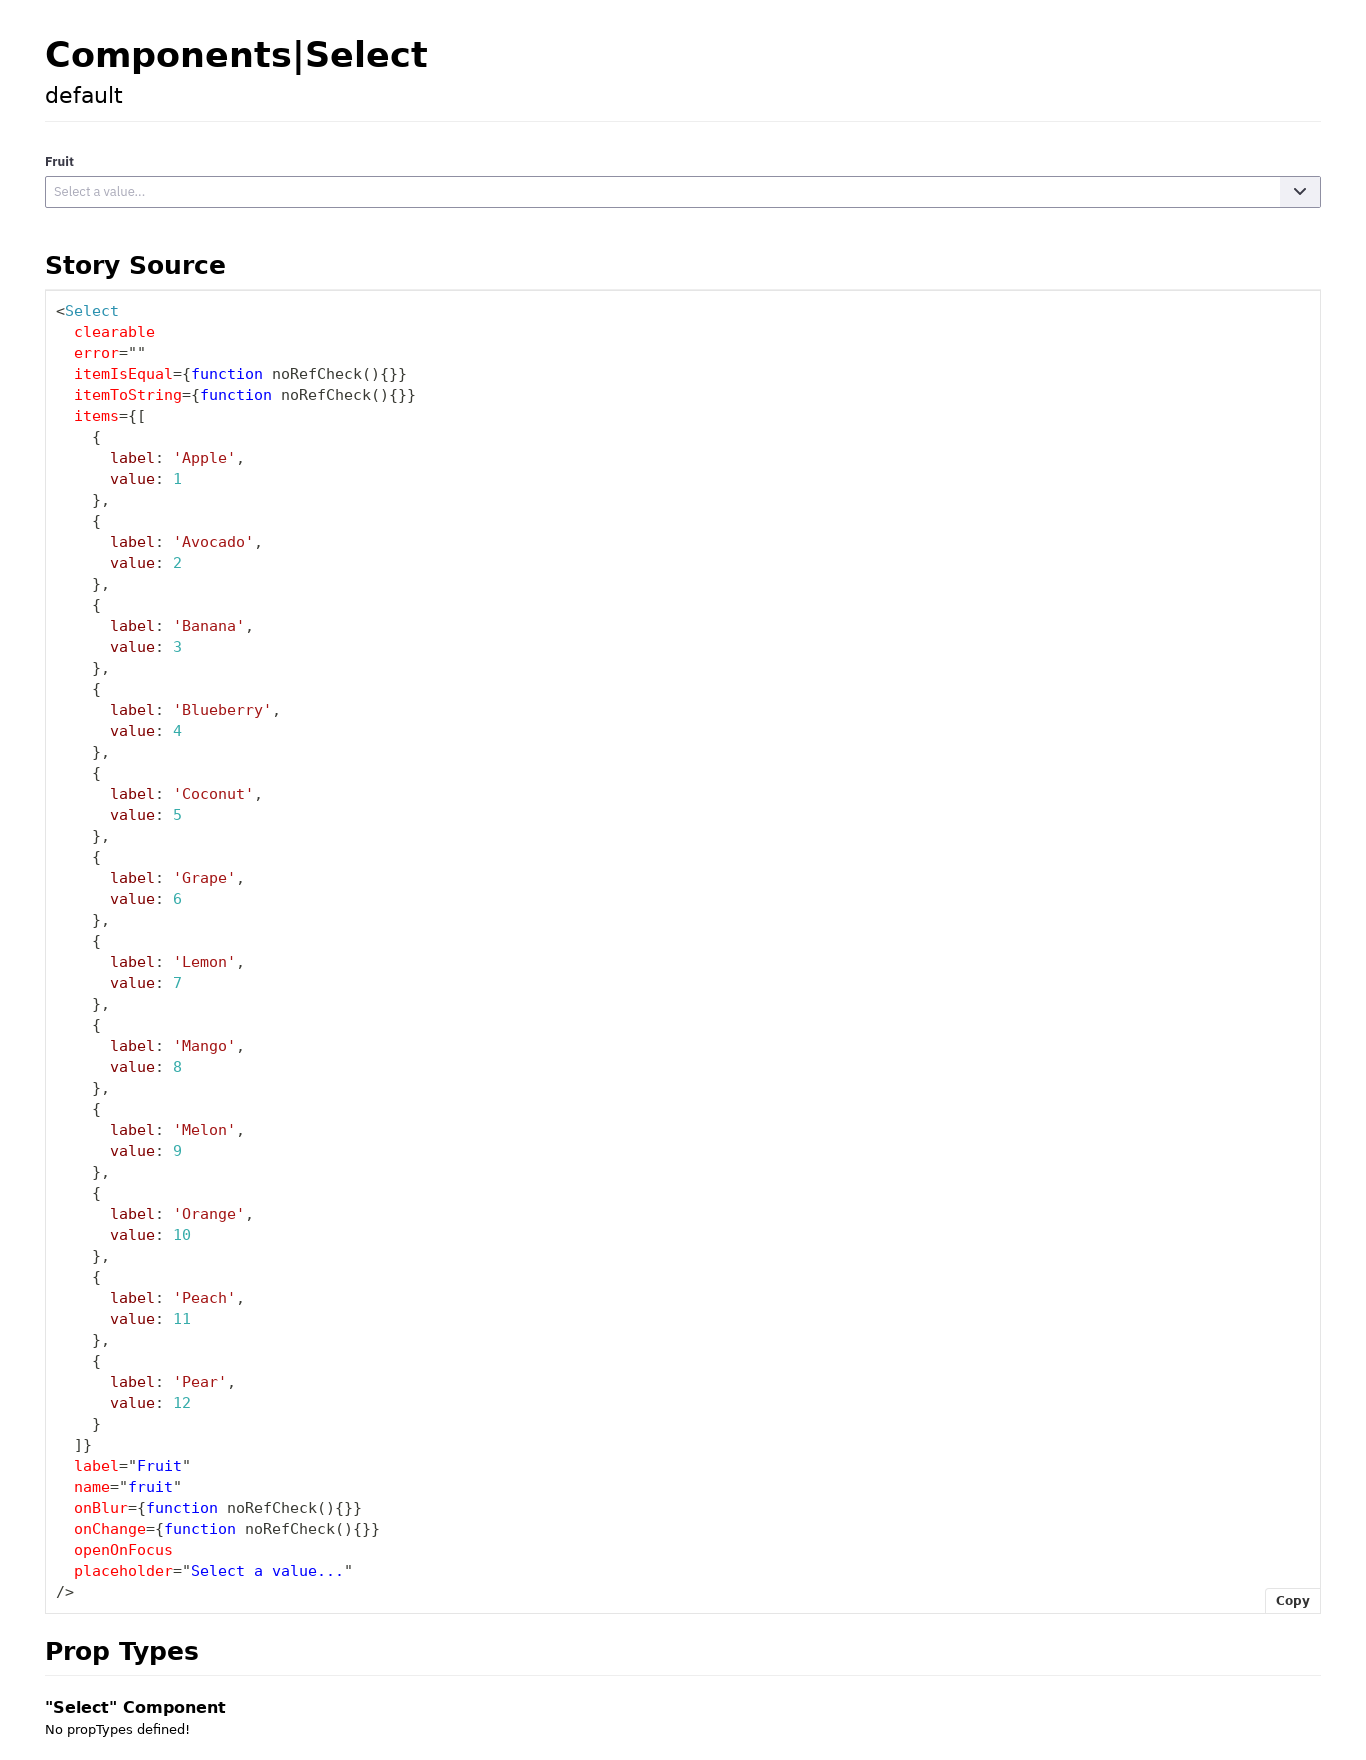 Components|Select
default
Fruit
Select a value...
Story Source
<Select
  clearable
  error=""
  itemIsEqual={function noRefCheck(){}}
  itemToString={function noRefCheck(){}}
  items={[
    {
      label: 'Apple',
      value: 1
    },
    {
      label: 'Avocado',
      value: 2
    },
    {
      label: 'Banana',
      value: 3
    },
    {
      label: 'Blueberry',
      value: 4
    },
    {
      label: 'Coconut',
      value: 5
    },
    {
      label: 'Grape',
      value: 6
    },
    {
      label: 'Lemon',
      value: 7
    },
    {
      label: 'Mango',
      value: 8
    },
    {
      label: 'Melon',
      value: 9
    },
    {
      label: 'Orange',
      value: 10
    },
    {
      label: 'Peach',
      value: 11
    },
    {
      label: 'Pear',
      value: 12
    }
  ]}
  label="Fruit"
  name="fruit"
  onBlur={function noRefCheck(){}}
  onChange={function noRefCheck(){}}
  openOnFocus
  placeholder="Select a value..."
/>
Copy
Prop Types
"Select" Component
No propTypes defined!